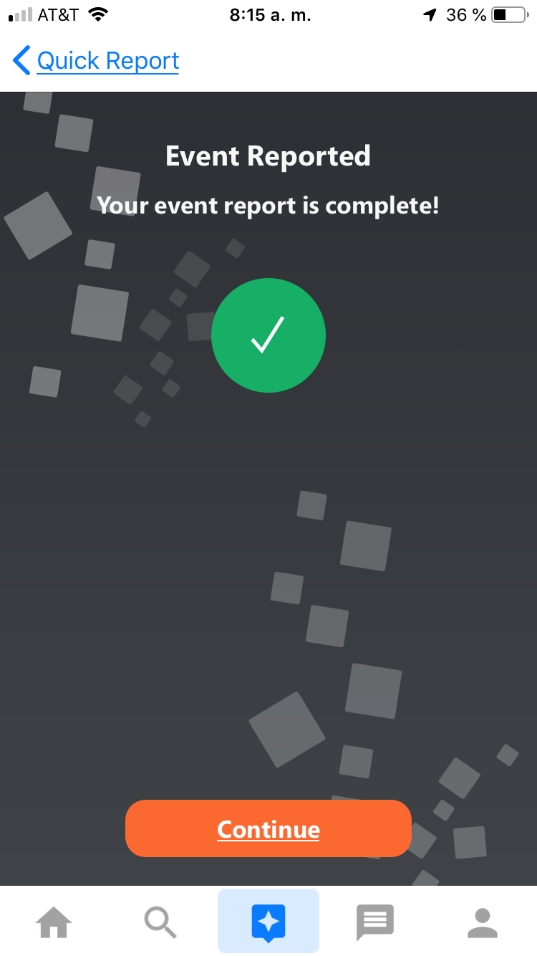 AT&T 8:15 a. m. 36 %
Quick Report
Event Reported
Your event report is complete!
Continue